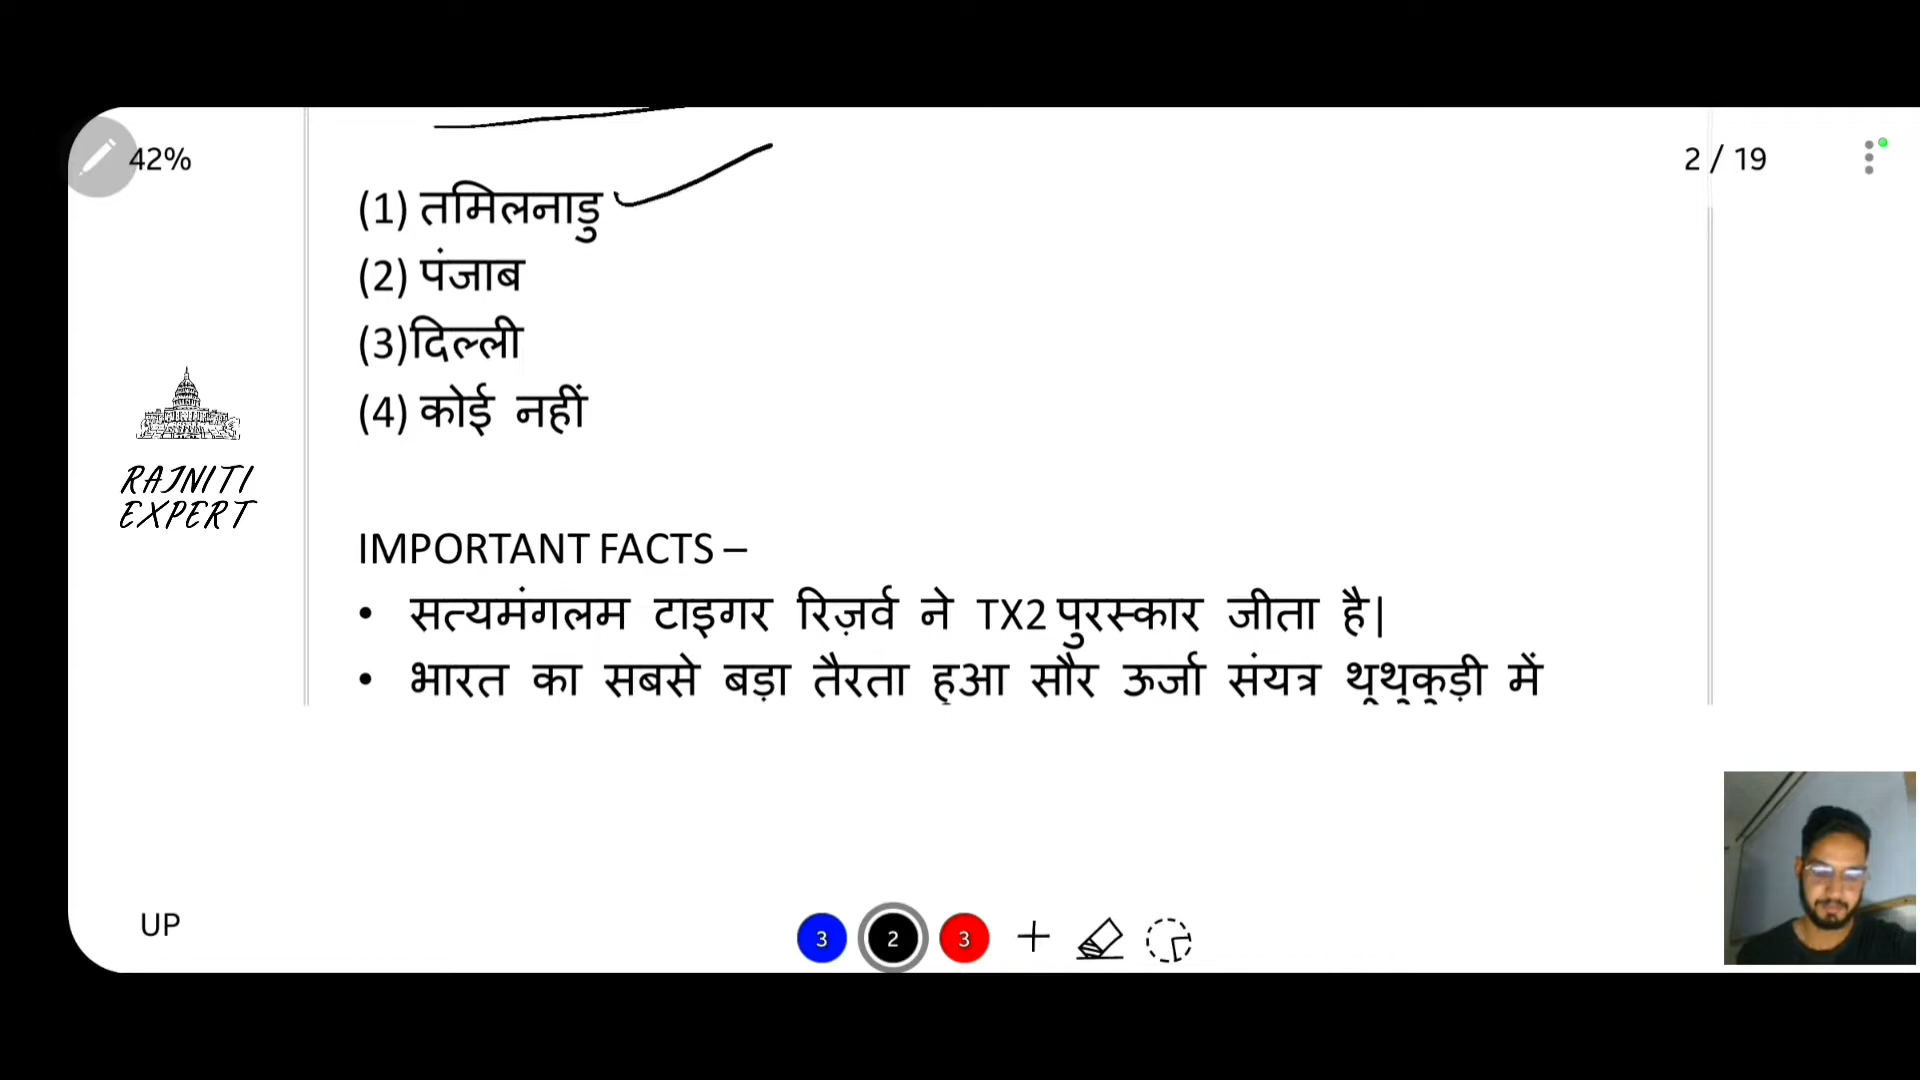 42%
2 / 19
(1) तमिलनाडु
(2) पंजाब
(3)दिल्ली
(4) कोई नहीं
RAJNITI
EXPERT
IMPORTANT FACTS –
• सत्यमंगलम टाइगर रिज़र्व ने TX2 पुरस्कार जीता है|
• भारत का सबसे बड़ा तैरता हुआ सौर ऊर्जा संयत्र थूथुकुड़ी में
UP
3
2
3